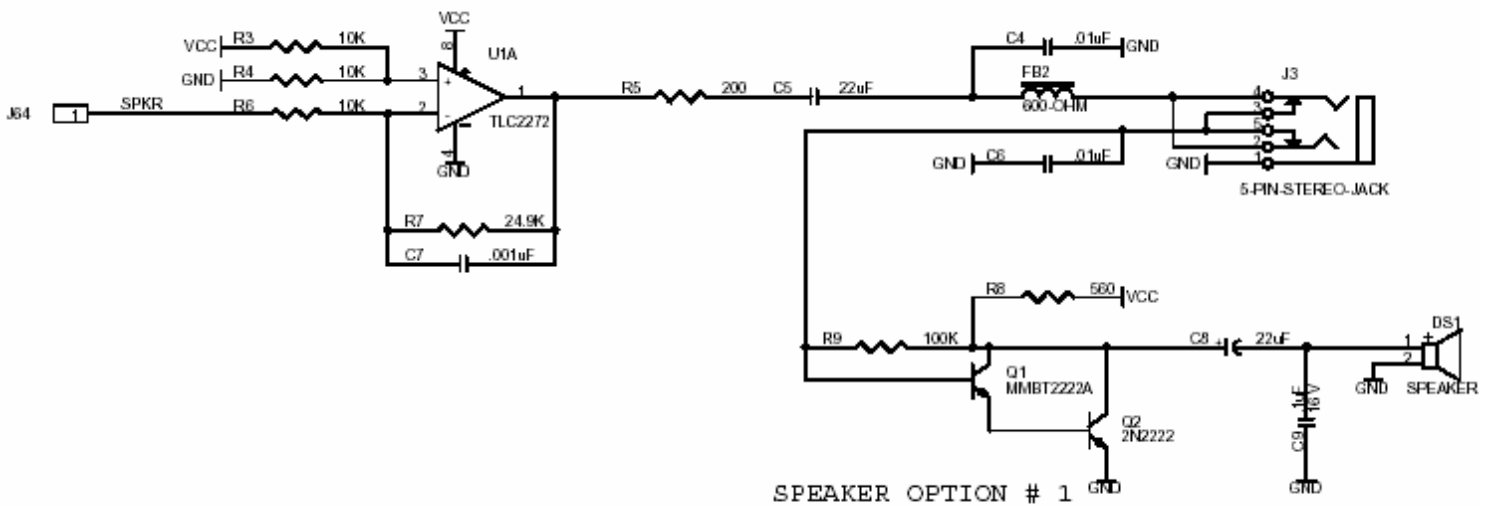 VCC
VCC R3 10K
8
U1A
GND R4 10K
3
+
1
J64 1 SPKR R6 10K
2
-
TLC2272
4
GND
R7 24.9K
C7 .001uF
R5 200 C5 22uF
C4 .01uF GND
FB2
600-OHM
J3
4
3
5
2
1
GND C6 .01uF
GND
5-PIN-STEREO-JACK
R8 560 VCC
R9 100K
C8 + 22uF
DS1
1 +
2
GND SPEAKER
Q1
MMBT2222A
Q2
2N2222
C9 .1uF
16V
GND
GND
SPEAKER OPTION # 1